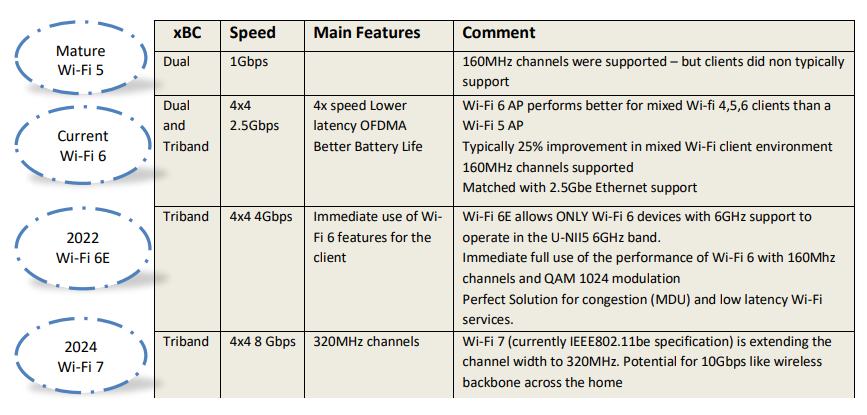 xBC Speed Main Features Comment
Mature
Wi-Fi 5
Dual
1Gbps
160MHz channels were supported – but clients did non typically
support
Current
Wi-Fi 6
Dual
and
Triband
4x4
2.5Gbps
4x speed Lower
latency OFDMA
Better Battery Life
Wi-Fi 6 AP performs better for mixed Wi-fi 4,5,6 clients than a
Wi-Fi 5 AP
Typically 25% improvement in mixed Wi-Fi client environment
160MHz channels supported
Matched with 2.5Gbe Ethernet support
2022
Wi-Fi 6E
Triband
4x4 4Gbps
Immediate use of Wi-
Fi 6 features for the
client
Wi-Fi 6E allows ONLY Wi-Fi 6 devices with 6GHz support to
operate in the U-NII5 6GHz band.
Immediate full use of the performance of Wi-Fi 6 with 160Mhz
channels and QAM 1024 modulation
Perfect Solution for congestion (MDU) and low latency Wi-Fi
services.
2024
Wi-Fi 7
Triband
4x4 8 Gbps
320MHz channels
Wi-Fi 7 (currently IEEE802.11be specification) is extending the
channel width to 320MHz. Potential for 10Gbps like wireless
backbone across the home